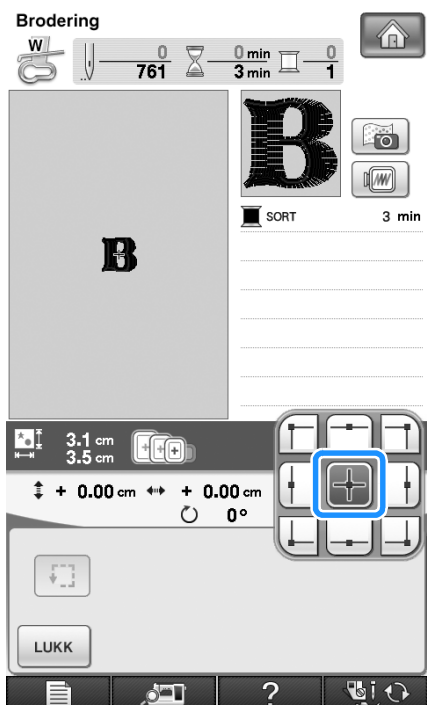 Brodering
W
0
761
0 min
3 min
0
1
B
SORT 3 min
B
3.1 cm
3.5 cm
+ 0.00 cm + 0.00 cm
0°
LUKK
?